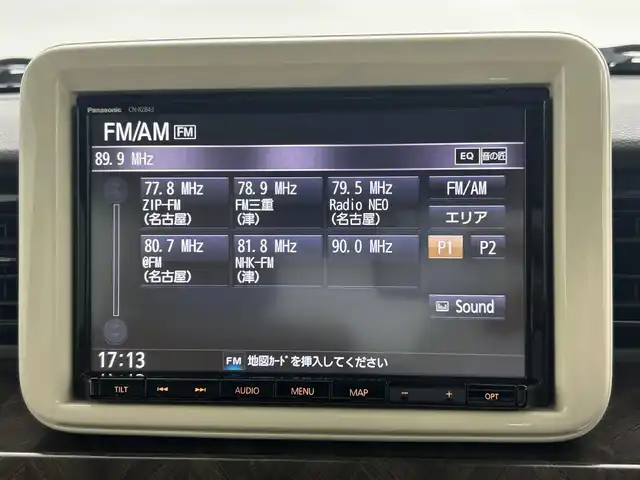 Panasonic
FM/AM FM
89.9 MHz
EQ 音の匠
77.8 MHz
ZIP-FM
(名古屋)
78.9 MHz
FM三重
(津)
79.5 MHz
Radio NEO
(名古屋)
FM/AM
エリア
80.7 MHz
@FM
(名古屋)
81.8 MHz
NHK-FM
(津)
90.0 MHz
P1 P2
Sound
17:13
FM 地図ｶｰﾄﾞを挿入してください
TILT
AUDIO
MENU
MAP
-
+
OPT